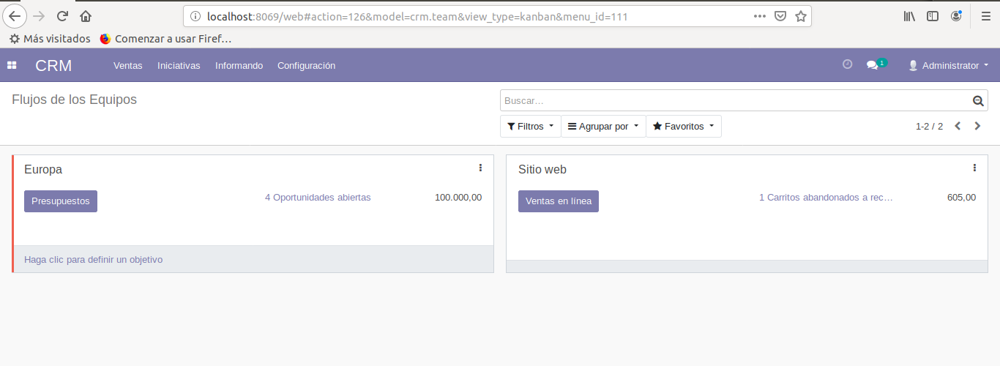 localhost:8069/web#action=126&model=crm.team&view_type=kanban&menu_id=111
Más visitados Comenzar a usar Firef…
CRM Ventas Iniciativas Informando Configuración 1 Administrator
Flujos de los Equipos
Buscar...
Filtros Agrupar por Favoritos 1-2 / 2
Europa
Presupuestos 4 Oportunidades abiertas 100.000,00
Haga clic para definir un objetivo
Sitio web
Ventas en línea 1 Carritos abandonados a rec… 605,00